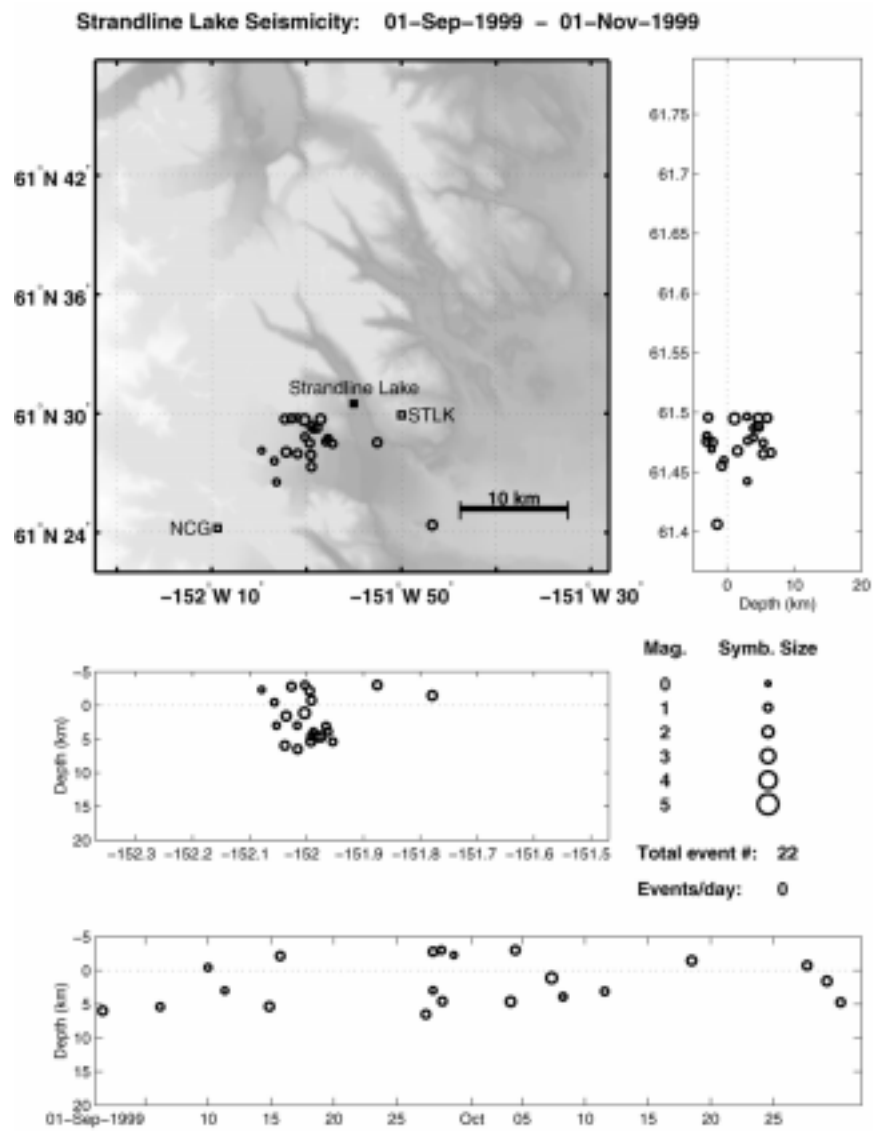 Strandline Lake Seismicity: 01-Sep-1999 - 01-Nov-1999
61°N 42'
61°N 36'
61°N 30'
61°N 24'
Strandline Lake
STLK
NCG
10 km
-152°W 10'
-151°W 50'
-151°W 30'
61.75
61.7
61.65
61.6
61.55
61.5
61.45
61.4
0 10 20
Depth (km)
-5
0
5
10
15
20
Depth (km)
-152.3 -152.2 -152.1 -152 -151.9 -151.8 -151.7 -151.6 -151.5
Mag. Symb. Size
0
1
2
3
4
5
Total event #: 22
Events/day: 0
-5
0
5
10
15
20
Depth (km)
01-Sep-1999 10 15 20 25 Oct 05 10 15 20 25